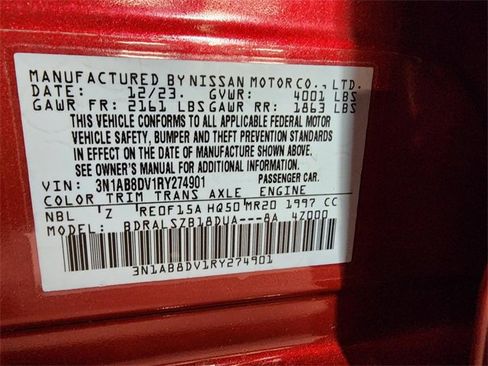 MANUFACTURED BY NISSAN MOTOR CO., LTD.
DATE: 12/23. GVWR: 4001 LBS
GAWR FR: 2161 LBS GAWR RR: 1863 LBS
THIS VEHICLE CONFORMS TO ALL APPLICABLE FEDERAL MOTOR
VEHICLE SAFETY, BUMPER AND THEFT PREVENTION STANDARDS
IN EFFECT ON THE DATE OF MANUFACTURE SHOWN ABOVE.
SEE OWNER'S MANUAL FOR ADDITIONAL INFORMATION.
VIN: 3N1AB8DV1RY274901 PASSENGER CAR.
COLOR TRIM TRANS AXLE ENGINE
NBL Z RE0F15A HQ50 MR20 1997 CC
MODEL: BDRALSZB18DUA---8A 4Z000
3N1AB8DV1RY274901